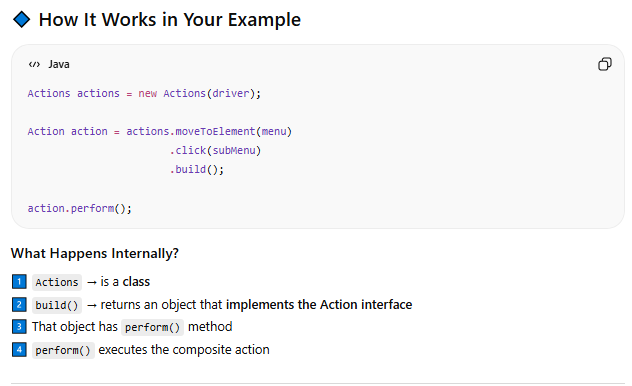 🔷 How It Works in Your Example
</> Java
Actions actions = new Actions(driver);
Action action = actions.moveToElement(menu)
.click(subMenu)
.build();
action.perform();
What Happens Internally?
1️⃣ Actions → is a class
2️⃣ build() → returns an object that implements the Action interface
3️⃣ That object has perform() method
4️⃣ perform() executes the composite action